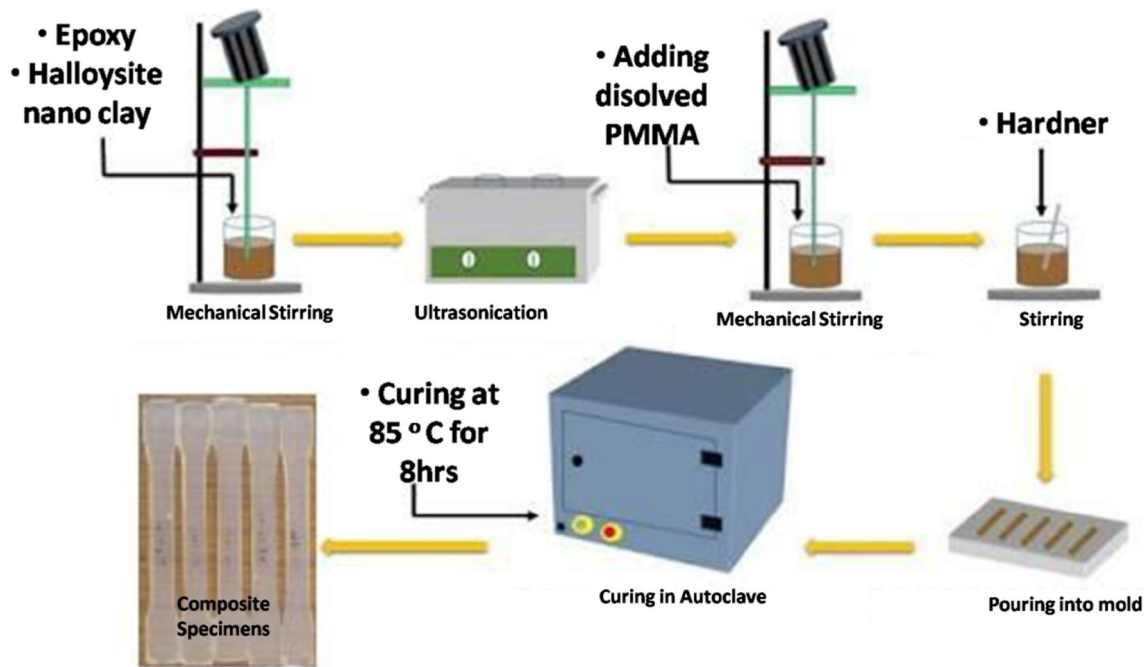 • Epoxy
• Halloysite
nano clay
Mechanical Stirring
Ultrasonication
• Adding
disolved
PMMA
Mechanical Stirring
• Hardner
Stirring
Pouring into mold
• Curing at
85 ° C for
8hrs
Curing in Autoclave
Composite
Specimens